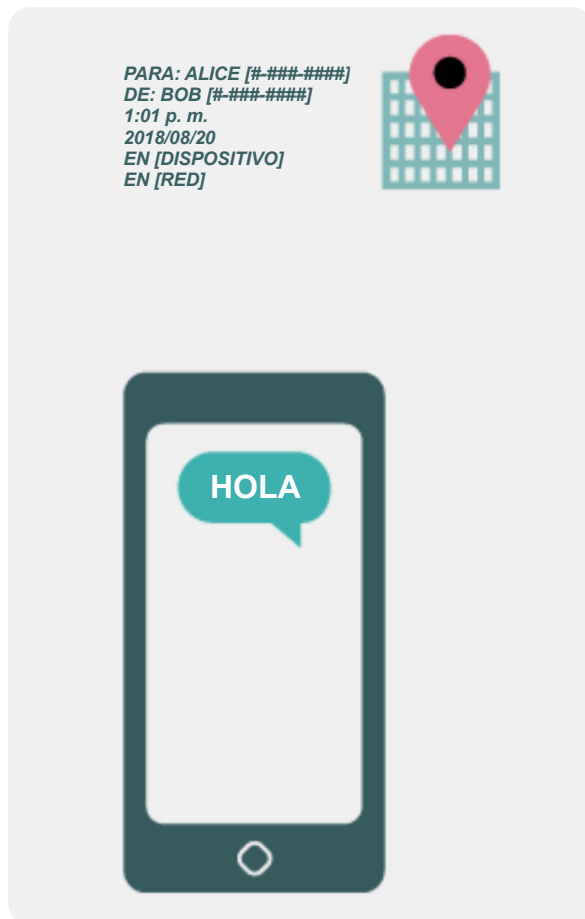 PARA: ALICE [#-###-####]
DE: BOB [#-###-####]
1:01 p. m.
2018/08/20
EN [DISPOSITIVO]
EN [RED]
HOLA